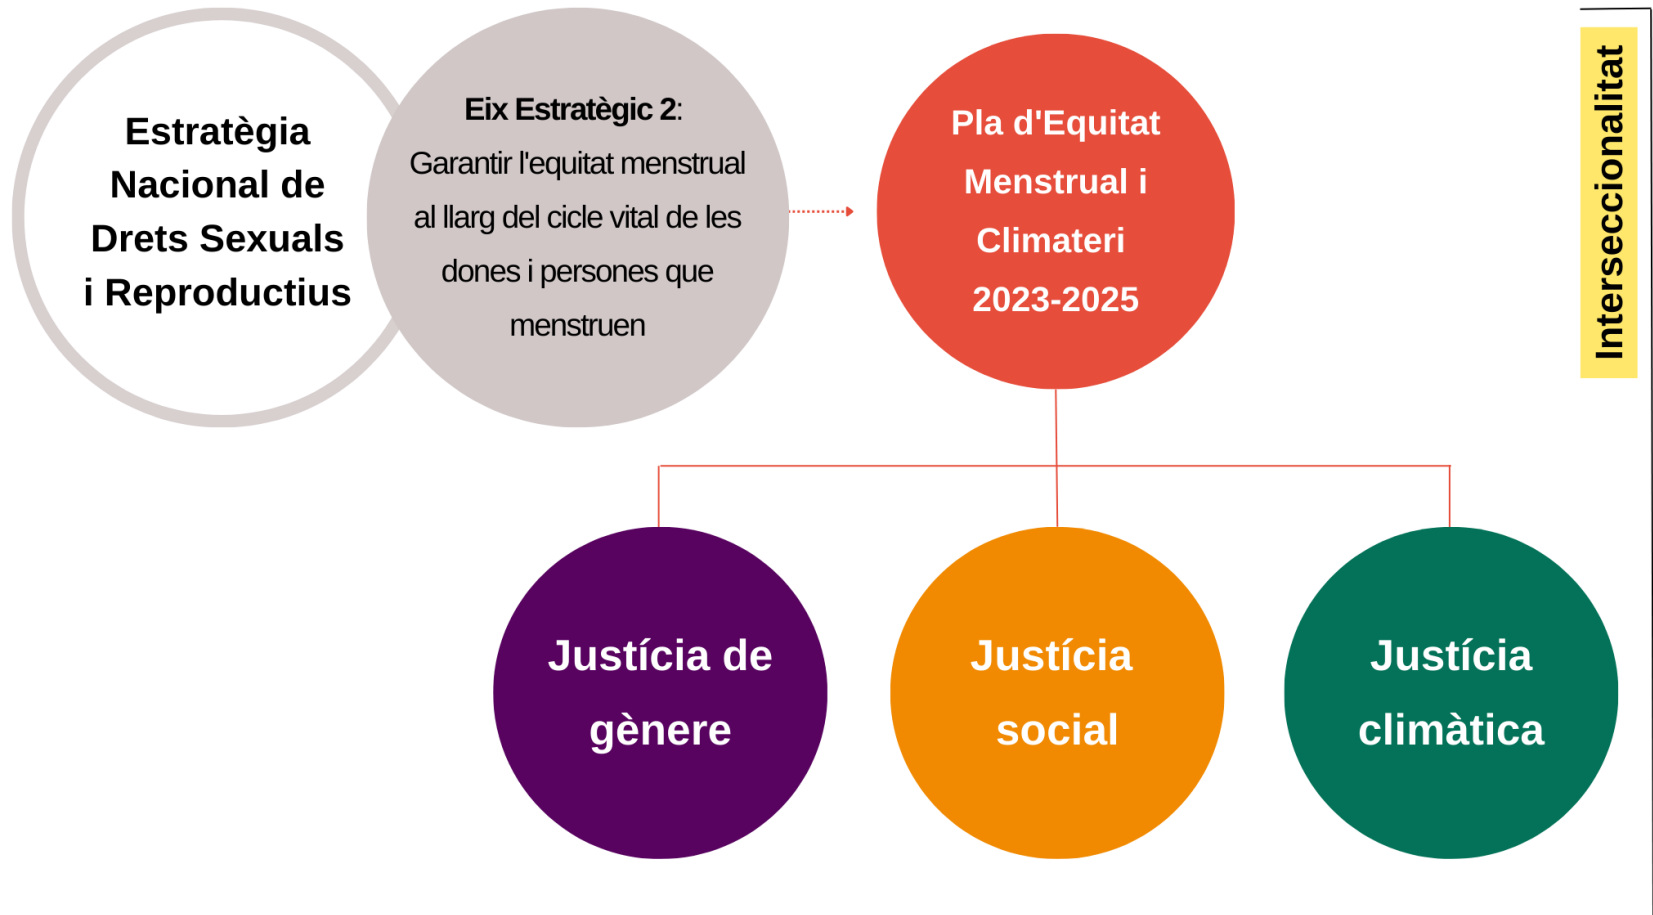 Estratègia
Nacional de
Drets Sexuals
i Reproductius
Eix Estratègic 2:
Garantir l'equitat menstrual
al llarg del cicle vital de les
dones i persones que
menstruen
Pla d'Equitat
Menstrual i
Climateri
2023-2025
Interseccionalitat
Justícia de
gènere
Justícia
social
Justícia
climàtica